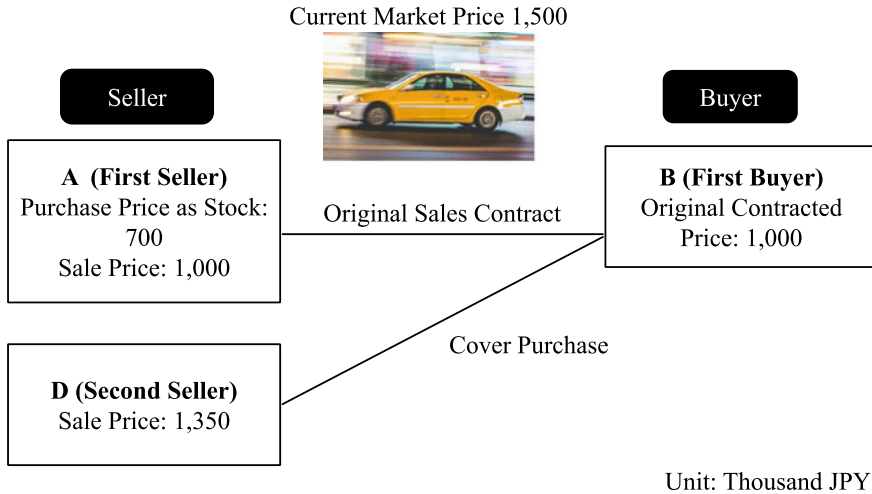 Current Market Price 1,500
Seller
Buyer
A (First Seller)
Purchase Price as Stock:
700
Sale Price: 1,000
Original Sales Contract
B (First Buyer)
Original Contracted
Price: 1,000
Cover Purchase
D (Second Seller)
Sale Price: 1,350
Unit: Thousand JPY